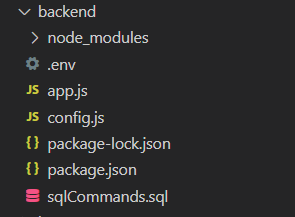 backend
node_modules
.env
JS app.js
JS config.js
{ } package-lock.json
{ } package.json
sqlCommands.sql